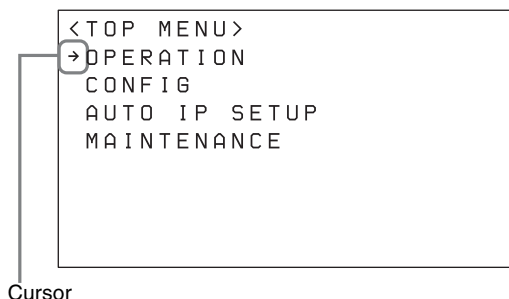 <TOP MENU>
→OPERATION
CONFIG
AUTO IP SETUP
MAINTENANCE
Cursor